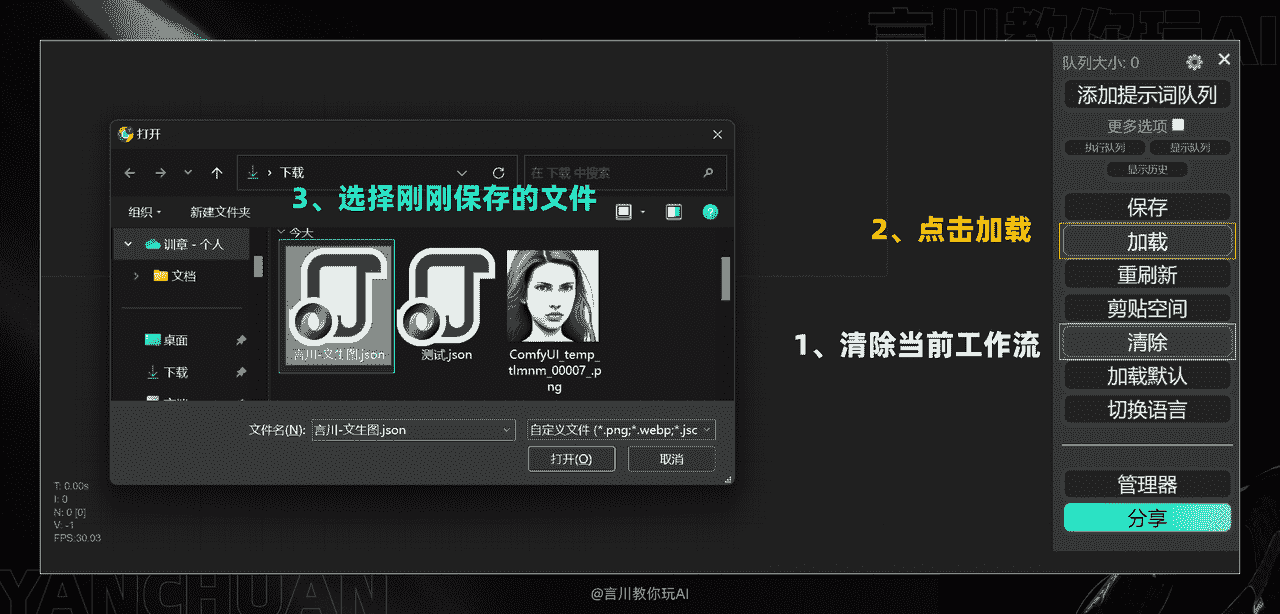 言川教你玩AI
队列大小: 0
添加提示词队列
更多选项
执行队列 显示队列
显示历史
保存
加载
重刷新
剪贴空间
清除
加载默认
切换语言
管理器
分享
2、点击加载
1、清除当前工作流
打开
下载
在 下载 中搜索
3、选择刚刚保存的文件
组织 新建文件夹
今天
训章 - 个人
文档
桌面
下载
言川-文生图.json
测试.json
ComfyUI_temp_
tlmnm_00007_.p
ng
文件名(N): 言川-文生图.json
自定义文件 (*.png;*.webp;*.jsc
打开(O) 取消
T: 0.00s
I: 0
N: 0 [0]
V: -1
FPS:30.03
YANCHUAN
@言川教你玩AI